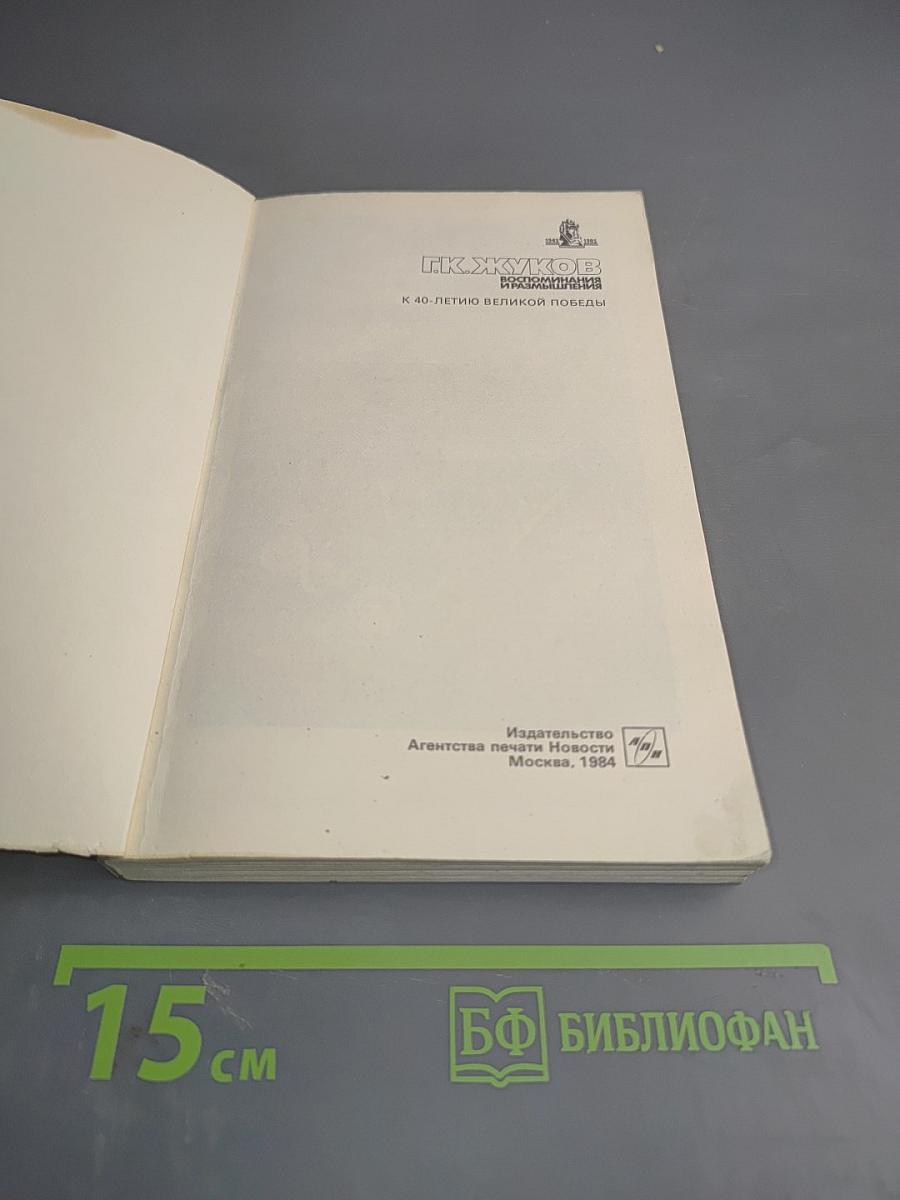 1945 1985
Г.К. ЖУКОВ
ВОСПОМИНАНИЯ
И РАЗМЫШЛЕНИЯ
К 40-ЛЕТИЮ ВЕЛИКОЙ ПОБЕДЫ
Издательство
Агентства печати Новости
Москва, 1984
АПН
15 см
БФ БИБЛИОФАН